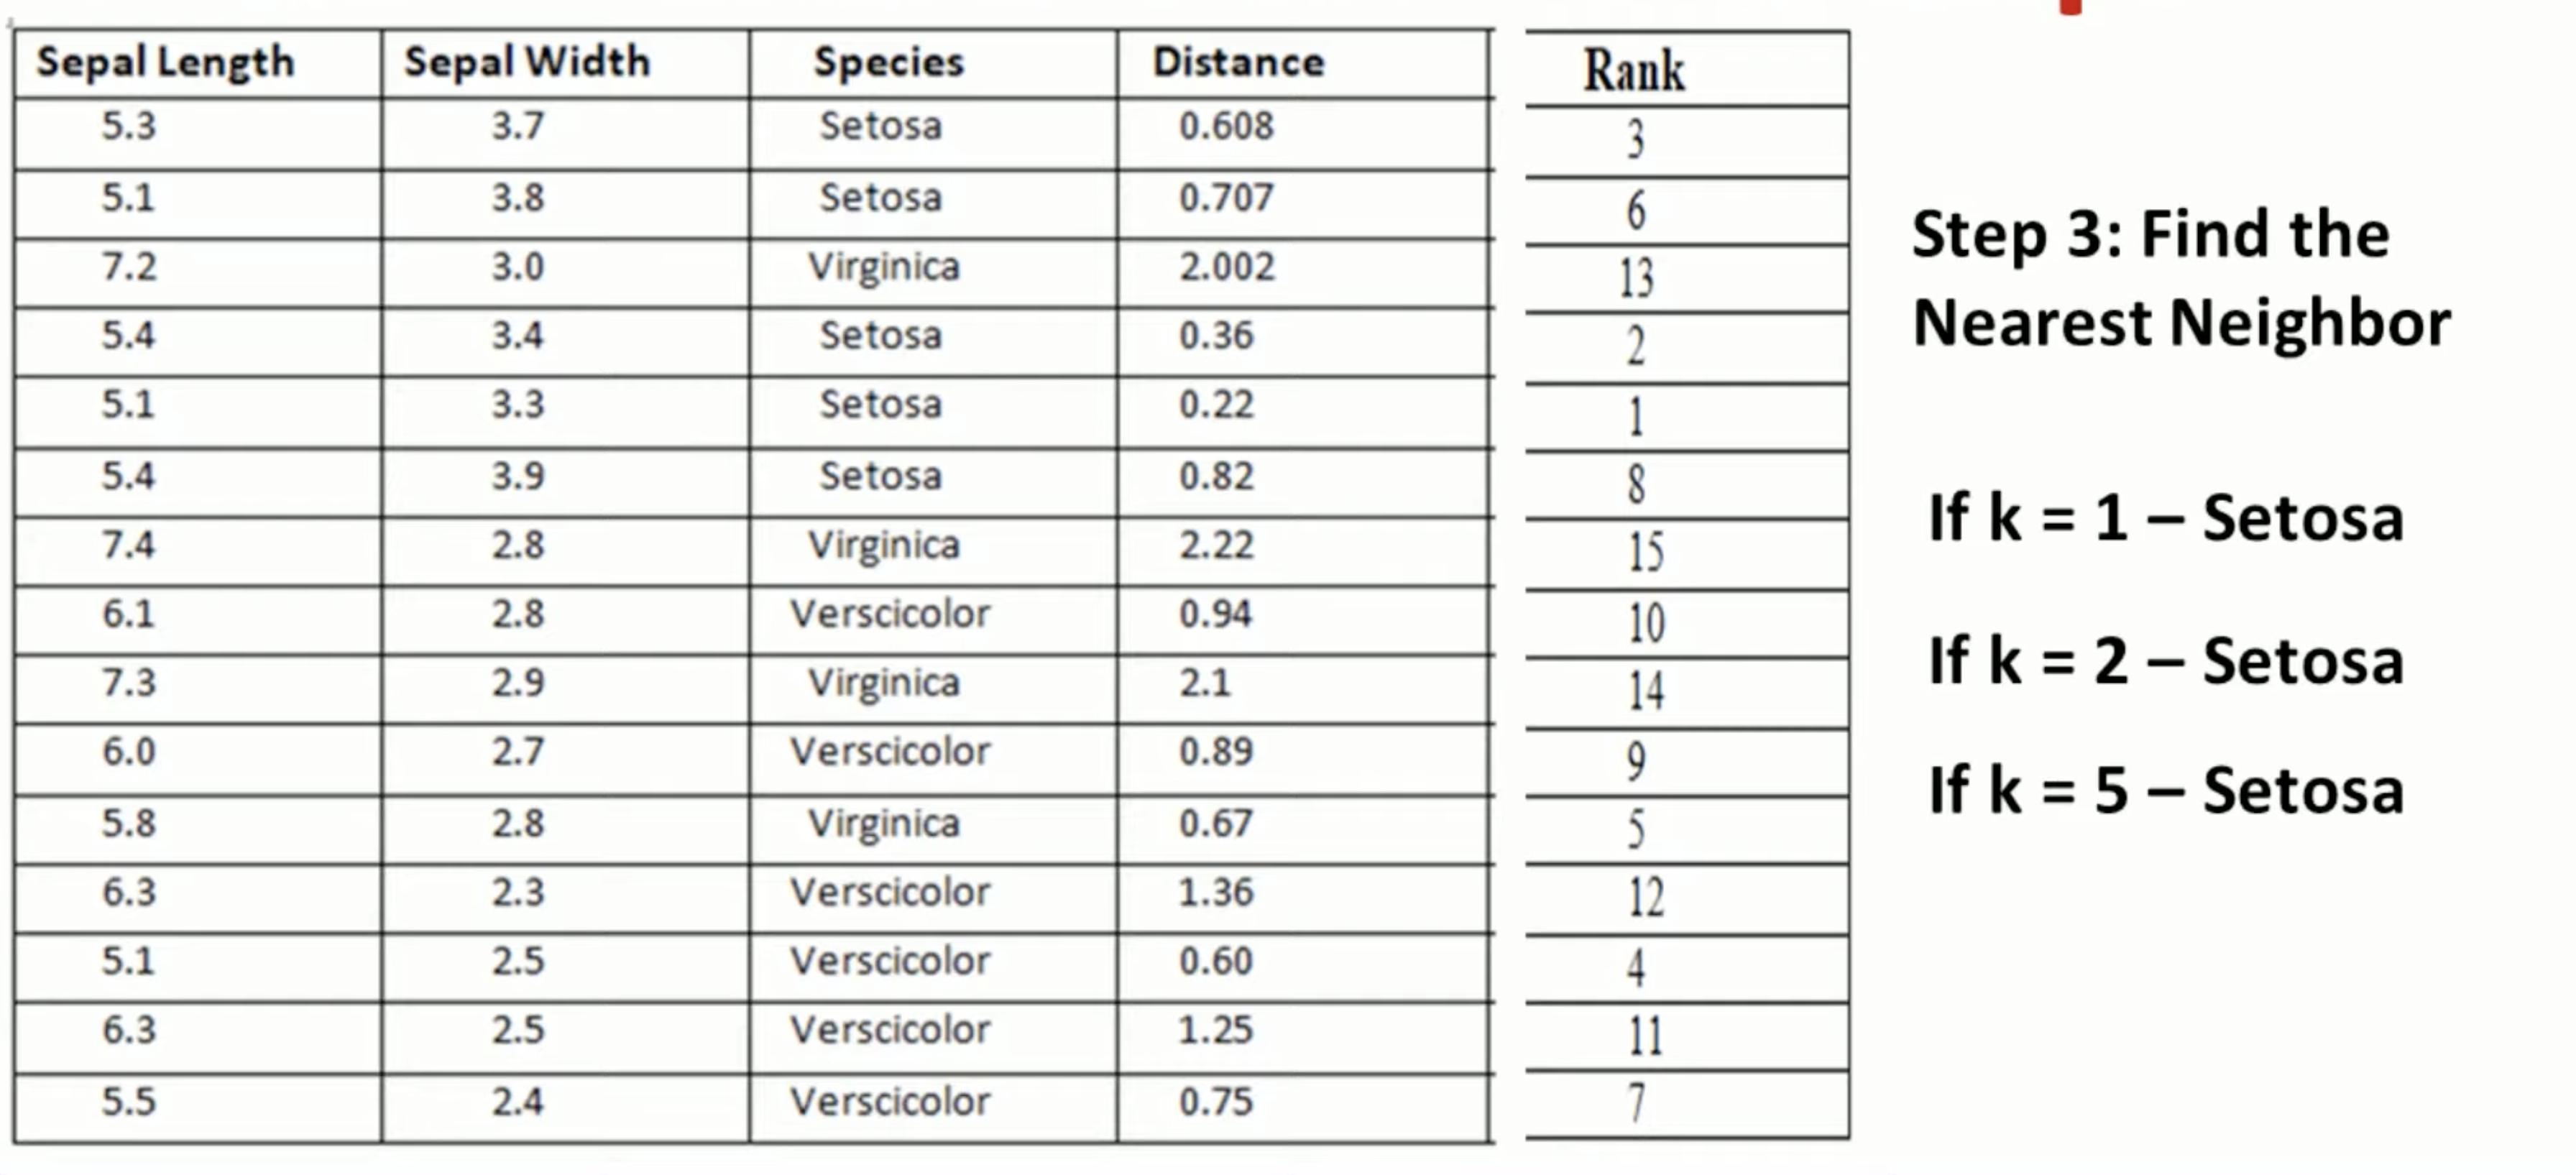 Sepal Length Sepal Width Species Distance Rank
5.3 3.7 Setosa 0.608 3
5.1 3.8 Setosa 0.707 6
7.2 3.0 Virginica 2.002 13
5.4 3.4 Setosa 0.36 2
5.1 3.3 Setosa 0.22 1
5.4 3.9 Setosa 0.82 8
7.4 2.8 Virginica 2.22 15
6.1 2.8 Verscicolor 0.94 10
7.3 2.9 Virginica 2.1 14
6.0 2.7 Verscicolor 0.89 9
5.8 2.8 Virginica 0.67 5
6.3 2.3 Verscicolor 1.36 12
5.1 2.5 Verscicolor 0.60 4
6.3 2.5 Verscicolor 1.25 11
5.5 2.4 Verscicolor 0.75 7
Step 3: Find the
Nearest Neighbor
If k = 1 – Setosa
If k = 2 – Setosa
If k = 5 – Setosa